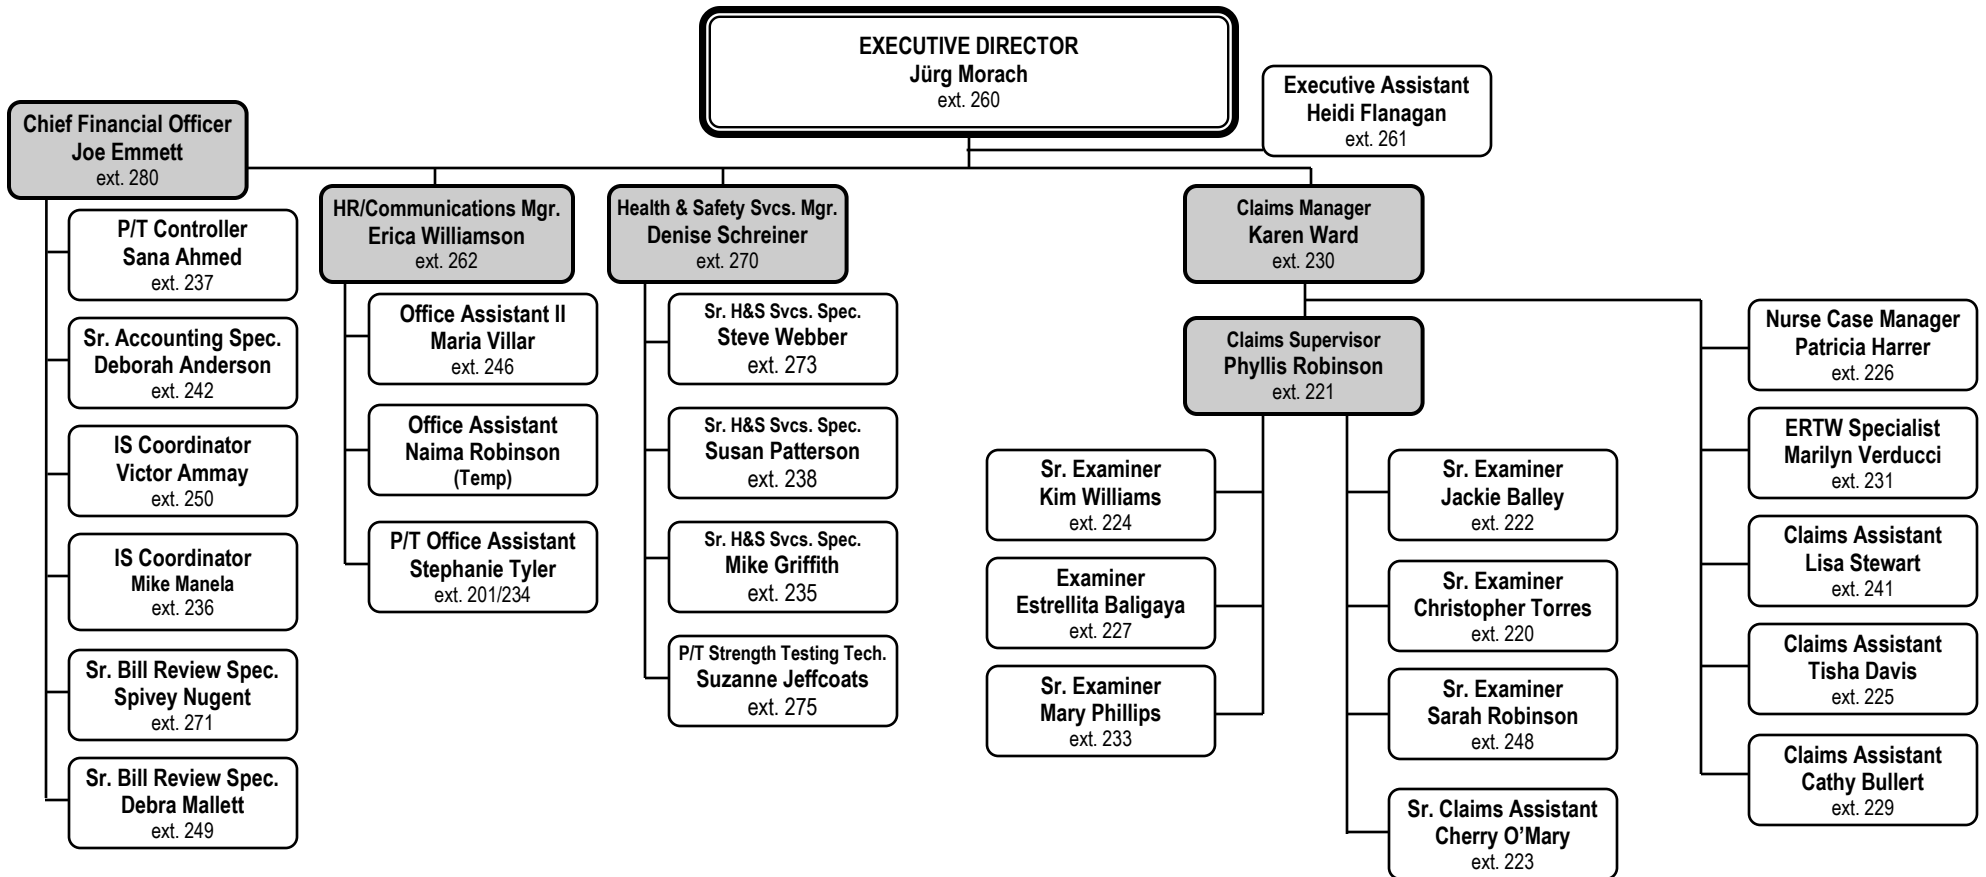 EXECUTIVE DIRECTOR
Jürg Morach
ext. 260
Executive Assistant
Heidi Flanagan
ext. 261
Chief Financial Officer
Joe Emmett
ext. 280
P/T Controller
Sana Ahmed
ext. 237
Sr. Accounting Spec.
Deborah Anderson
ext. 242
IS Coordinator
Victor Ammay
ext. 250
IS Coordinator
Mike Manela
ext. 236
Sr. Bill Review Spec.
Spivey Nugent
ext. 271
Sr. Bill Review Spec.
Debra Mallett
ext. 249
HR/Communications Mgr.
Erica Williamson
ext. 262
Office Assistant II
Maria Villar
ext. 246
Office Assistant
Naima Robinson
(Temp)
P/T Office Assistant
Stephanie Tyler
ext. 201/234
Health & Safety Svcs. Mgr.
Denise Schreiner
ext. 270
Sr. H&S Svcs. Spec.
Steve Webber
ext. 273
Sr. H&S Svcs. Spec.
Susan Patterson
ext. 238
Sr. H&S Svcs. Spec.
Mike Griffith
ext. 235
P/T Strength Testing Tech.
Suzanne Jeffcoats
ext. 275
Claims Manager
Karen Ward
ext. 230
Claims Supervisor
Phyllis Robinson
ext. 221
Sr. Examiner
Kim Williams
ext. 224
Examiner
Estrellita Baligaya
ext. 227
Sr. Examiner
Mary Phillips
ext. 233
Sr. Examiner
Jackie Balley
ext. 222
Sr. Examiner
Christopher Torres
ext. 220
Sr. Examiner
Sarah Robinson
ext. 248
Sr. Claims Assistant
Cherry O’Mary
ext. 223
Nurse Case Manager
Patricia Harrer
ext. 226
ERTW Specialist
Marilyn Verducci
ext. 231
Claims Assistant
Lisa Stewart
ext. 241
Claims Assistant
Tisha Davis
ext. 225
Claims Assistant
Cathy Bullert
ext. 229